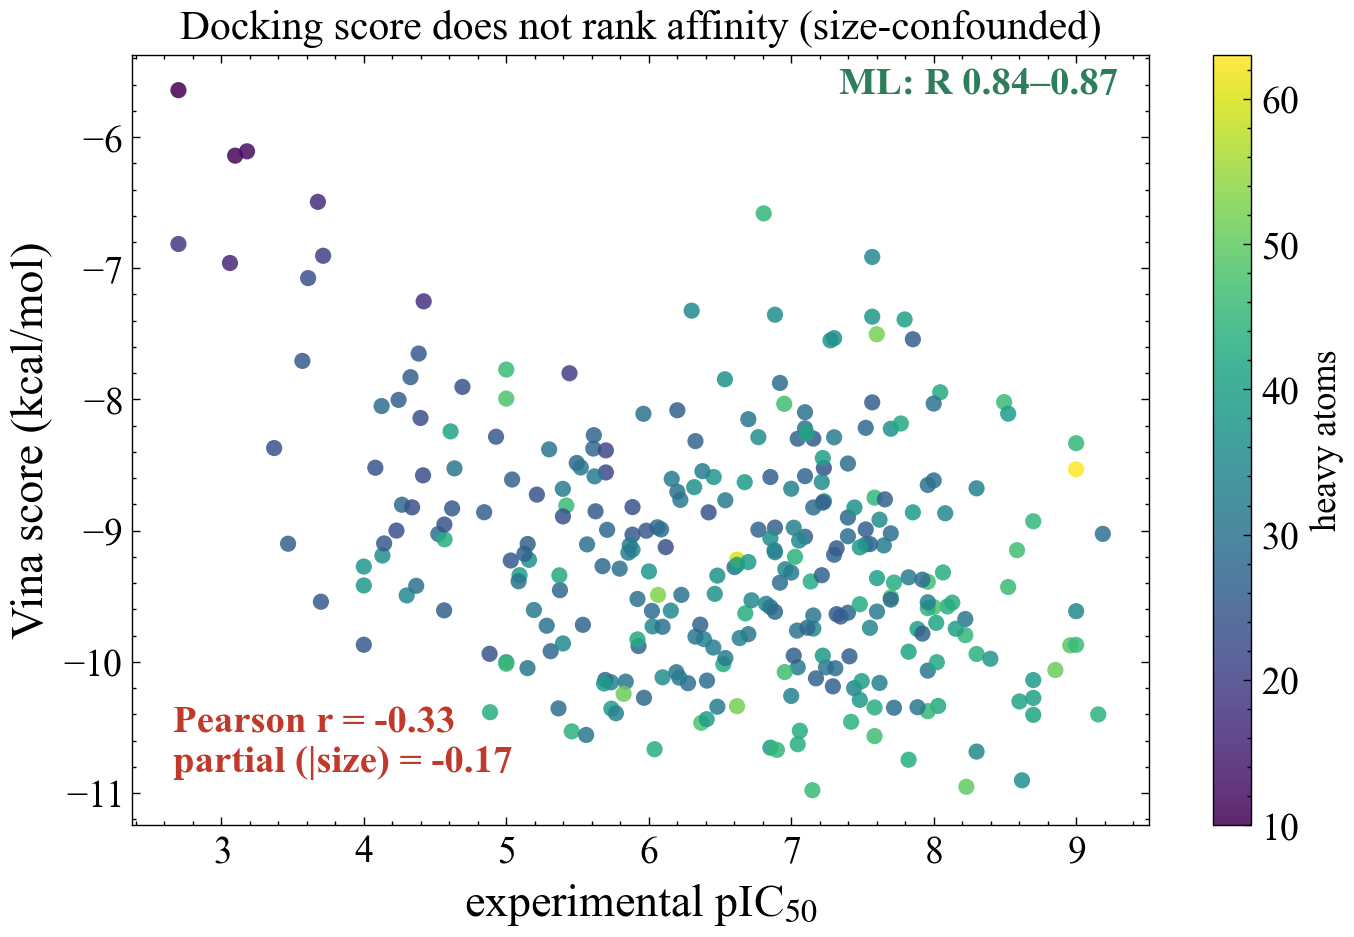 Docking score does not rank affinity (size-confounded)
ML: R 0.84–0.87
Vina score (kcal/mol)
−6
−7
−8
−9
−10
−11
Pearson r = -0.33
partial (|size) = -0.17
3 4 5 6 7 8 9
experimental pIC₅₀
60
50
40
30
20
10
heavy atoms